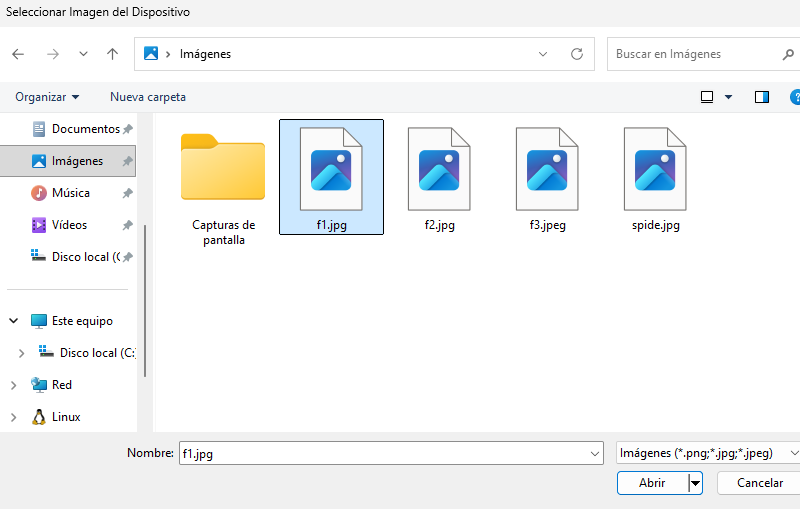 Seleccionar Imagen del Dispositivo
Imágenes
Buscar en Imágenes
Organizar
Nueva carpeta
?
Documentos
Imágenes
Música
Vídeos
Disco local (C
Este equipo
Disco local (C:
Red
Linux
Capturas de
pantalla
f1.jpg
f2.jpg
f3.jpeg
spide.jpg
Nombre:
f1.jpg
Imágenes (*.png;*.jpg;*.jpeg)
Abrir
Cancelar